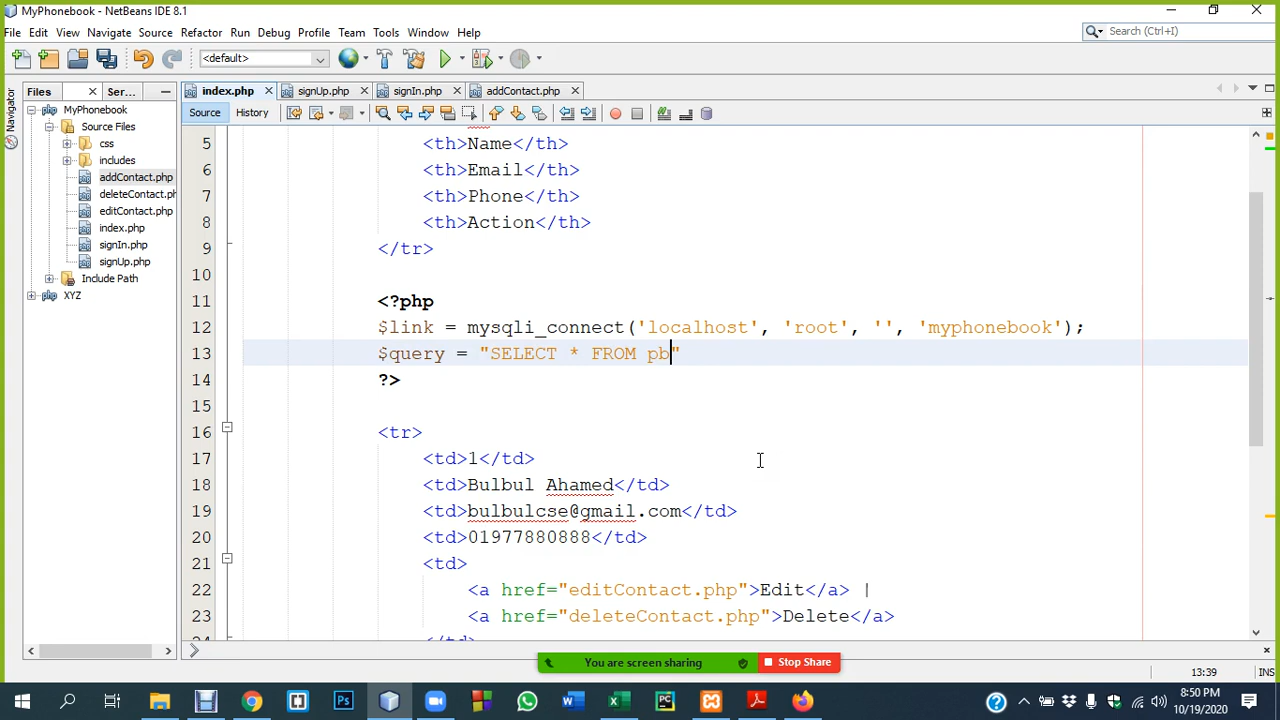 MyPhonebook - NetBeans IDE 8.1
File Edit View Navigate Source Refactor Run Debug Profile Team Tools Window Help
Search (Ctrl+I)
<default>
Files Ser... index.php signUp.php signIn.php addContact.php
Navigator
MyPhonebook
Source Files
css
includes
addContact.php
deleteContact.ph
editContact.php
index.php
signIn.php
signUp.php
Include Path
XYZ
Source History
5 <th>Name</th>
6 <th>Email</th>
7 <th>Phone</th>
8 <th>Action</th>
9 </tr>
10
11 <?php
12 $link = mysqli_connect('localhost', 'root', '', 'myphonebook');
13 $query = "SELECT * FROM pb"
14 ?>
15
16 <tr>
17 <td>1</td>
18 <td>Bulbul Ahamed</td>
19 <td>bulbulcse@gmail.com</td>
20 <td>01977880888</td>
21 <td>
22 <a href="editContact.php">Edit</a> |
23 <a href="deleteContact.php">Delete</a>
24 </td>
You are screen sharing Stop Share
13:39 INS
8:50 PM
10/19/2020